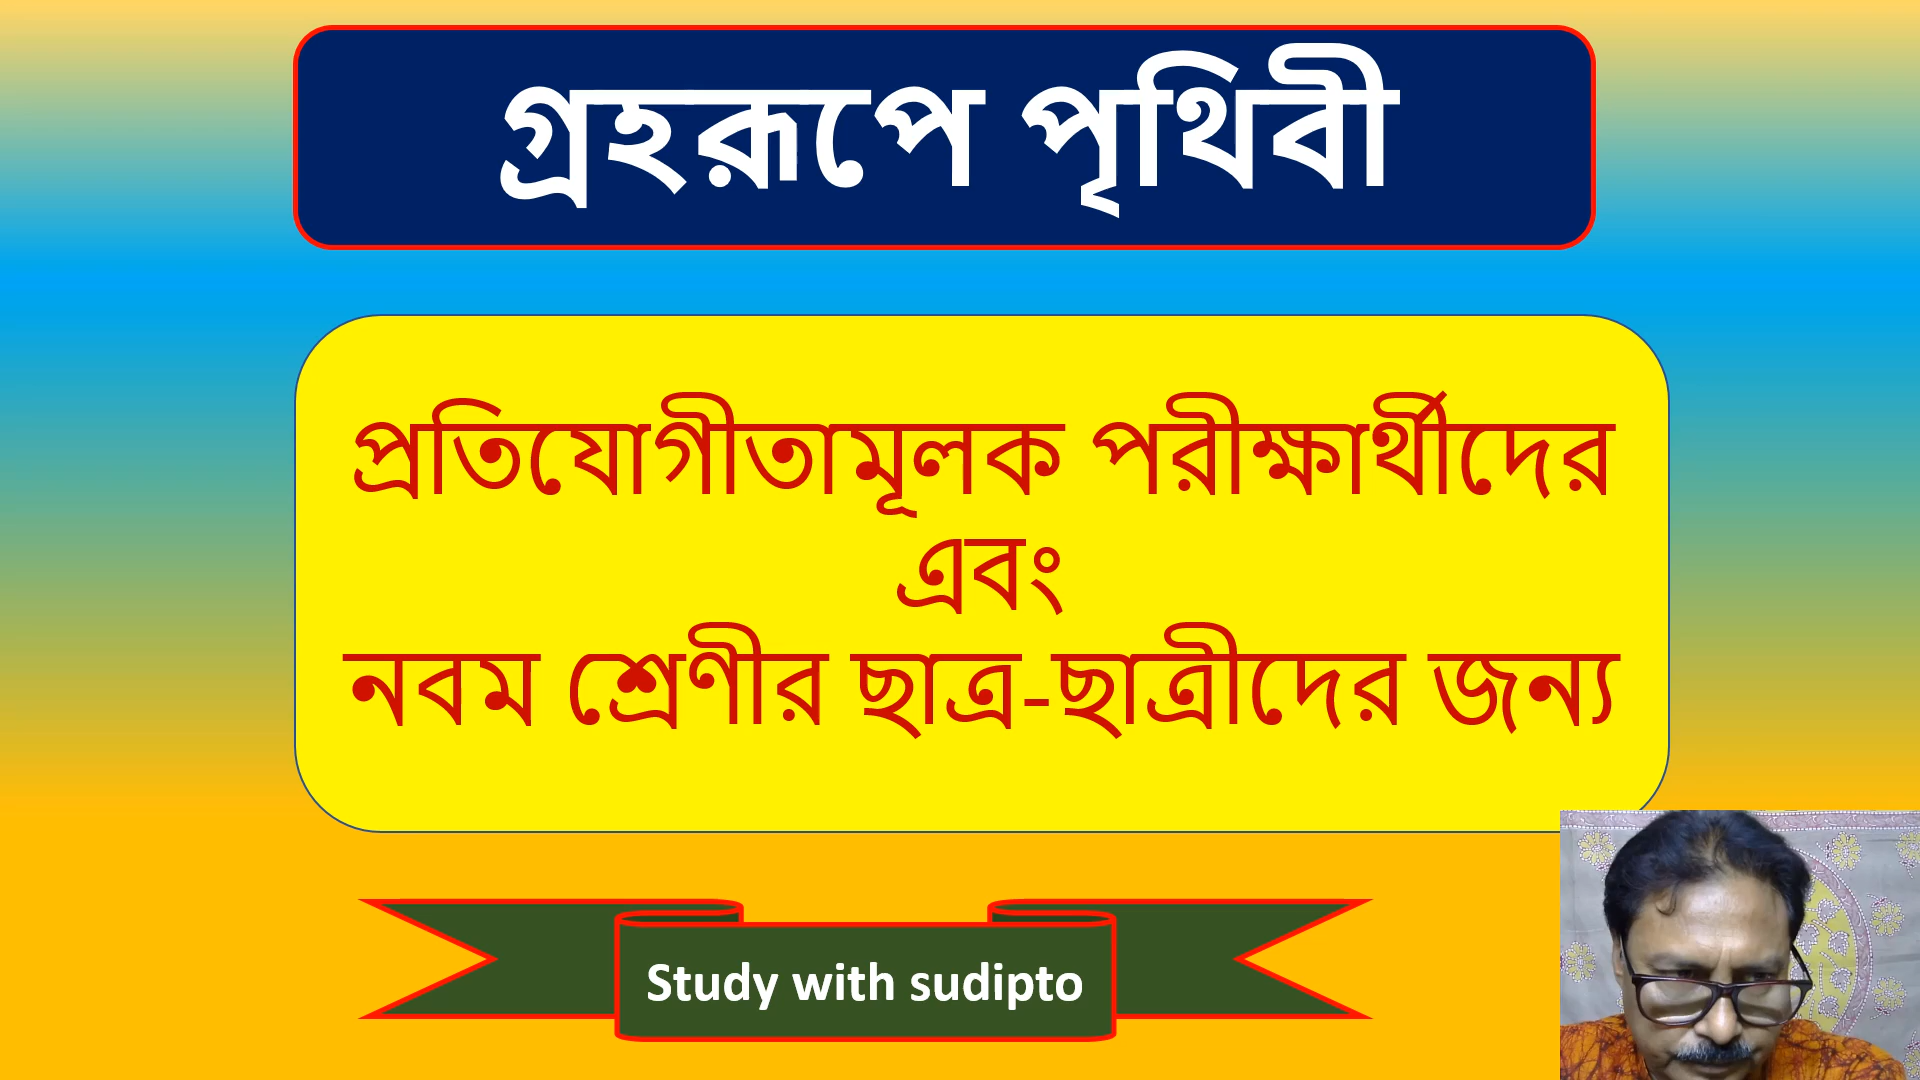 গ্রহরূপে পৃথিবী
প্রতিযোগীতামূলক পরীক্ষার্থীদের
এবং
নবম শ্রেণীর ছাত্র-ছাত্রীদের জন্য
Study with sudipto